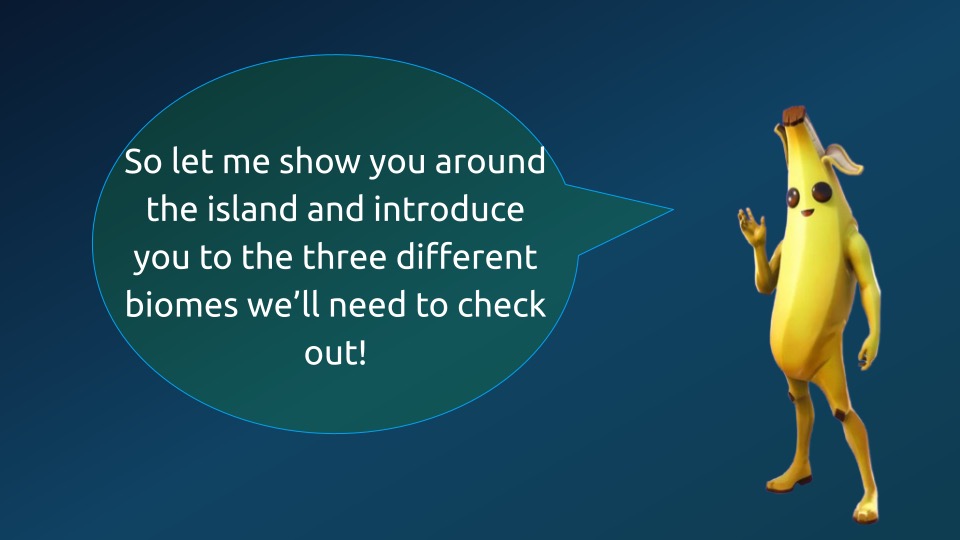 So let me show you around
the island and introduce
you to the three different
biomes we’ll need to check
out!